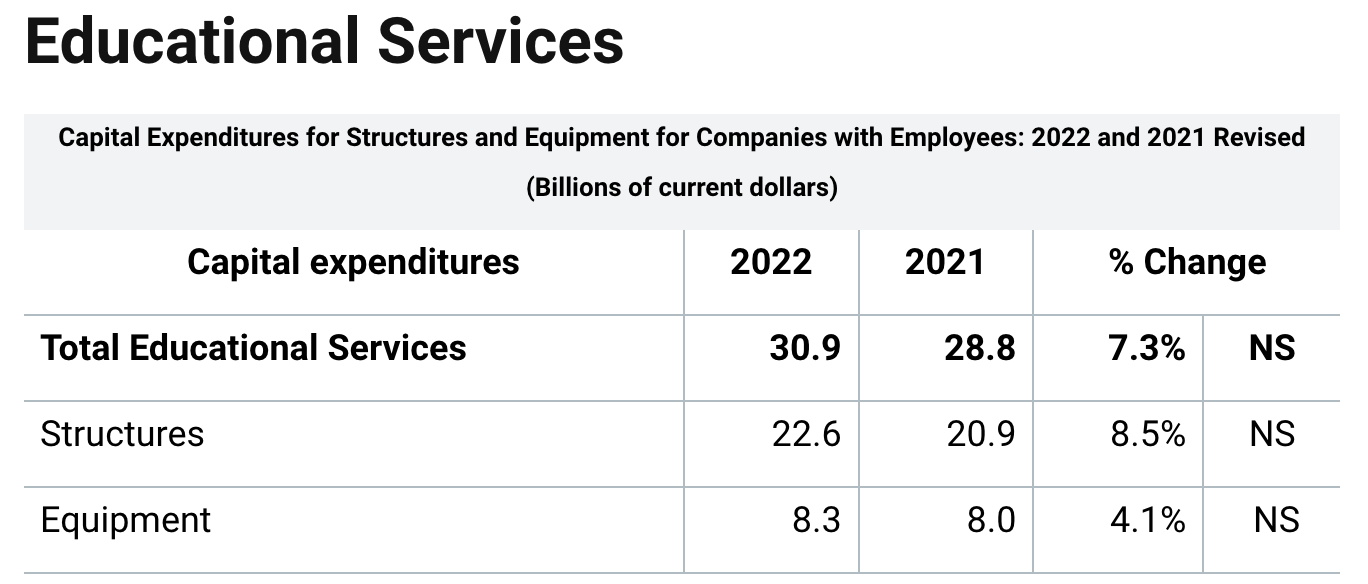 Educational Services
Capital Expenditures for Structures and Equipment for Companies with Employees: 2022 and 2021 Revised
(Billions of current dollars)
Capital expenditures 2022 2021 % Change
Total Educational Services 30.9 28.8 7.3% NS
Structures 22.6 20.9 8.5% NS
Equipment 8.3 8.0 4.1% NS